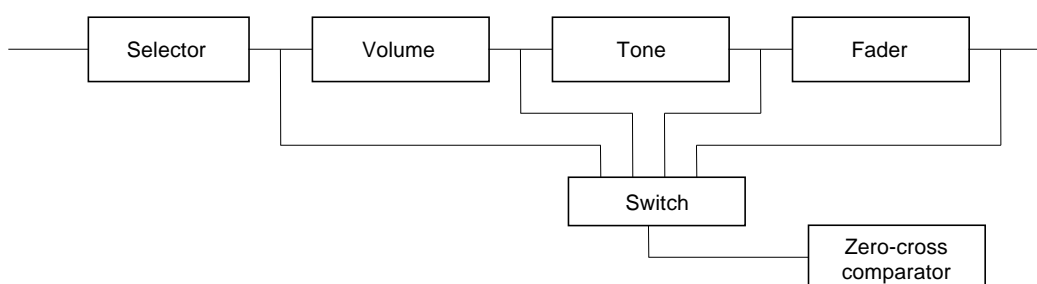 Selector
Volume
Tone
Fader
Switch
Zero-cross
comparator